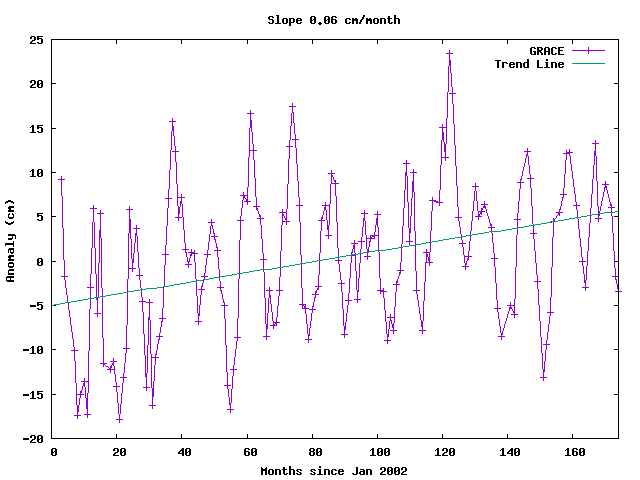 Slope 0.06 cm/month
GRACE
Trend Line
25
20
15
10
5
0
-5
-10
-15
-20
Anomaly (cm)
0 20 40 60 80 100 120 140 160
Months since Jan 2002